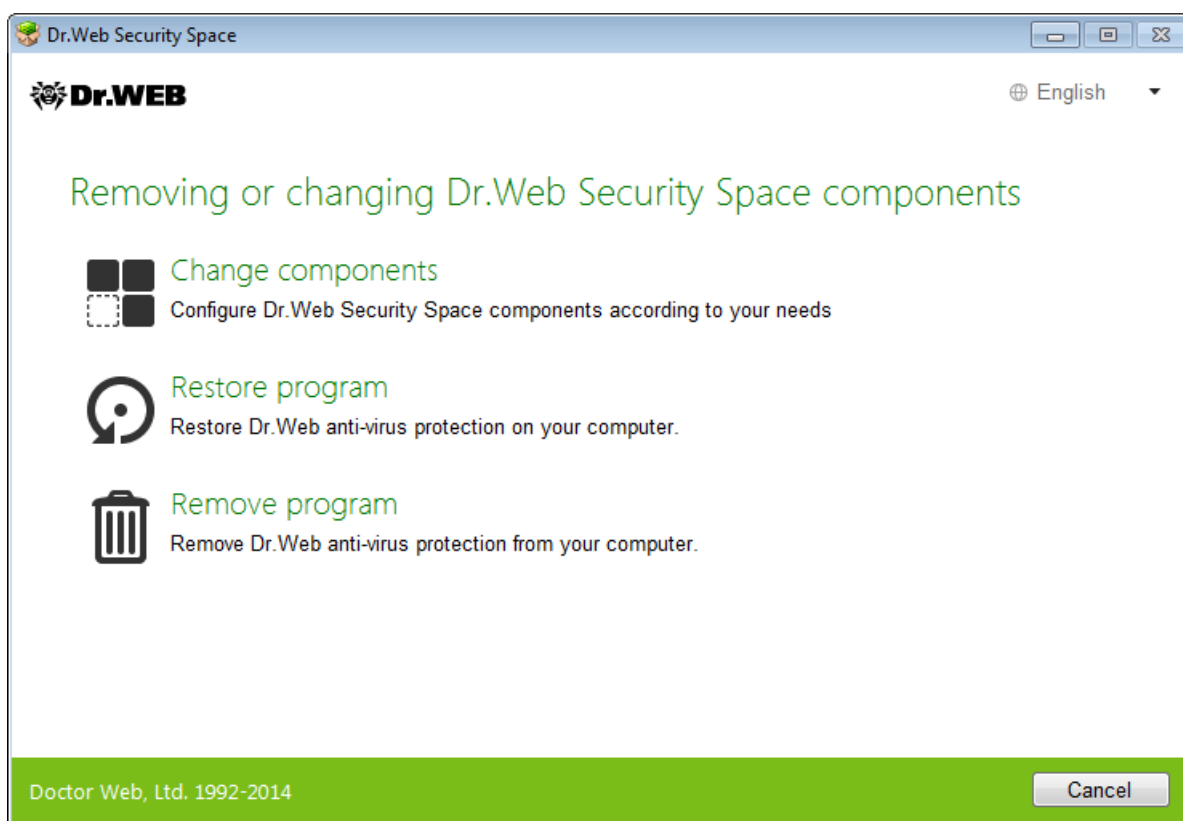 Dr.Web Security Space
Dr.WEB
English
Removing or changing Dr.Web Security Space components
Change components
Configure Dr.Web Security Space components according to your needs
Restore program
Restore Dr.Web anti-virus protection on your computer.
Remove program
Remove Dr.Web anti-virus protection from your computer.
Doctor Web, Ltd. 1992-2014
Cancel